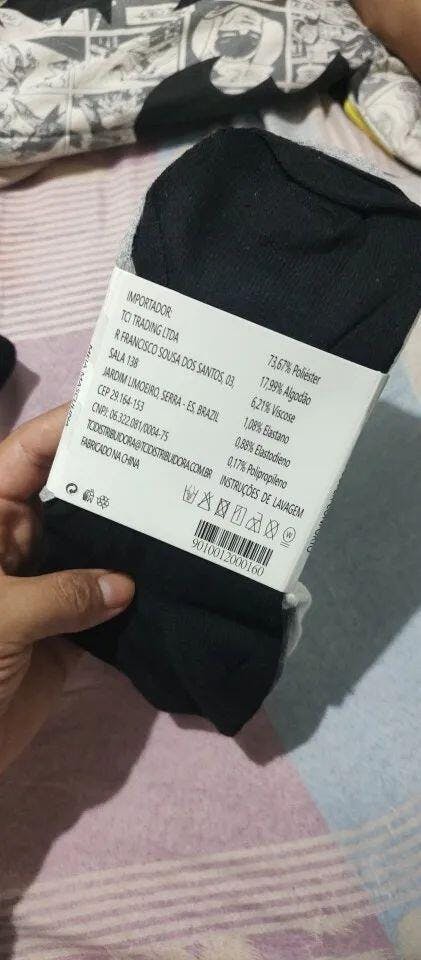 IMPORTADOR:
TCI TRADING LTDA
R FRANCISCO SOUSA DOS SANTOS, 03,
SALA 138
JARDIM LIMOEIRO, SERRA - ES, BRAZIL
CEP 29.164-153
CNPJ: 06.322.081/0004-75
TCIDISTRIBUIDORA@TCIDISTRIBUIDORA.COM.BR
FABRICADO NA CHINA
73,67% Poliéster
17,99% Algodão
6,21% Viscose
1,08% Elastano
0,88% Elastodieno
0,17% Polipropileno
INSTRUÇÕES DE LAVAGEM
W
9010012000160